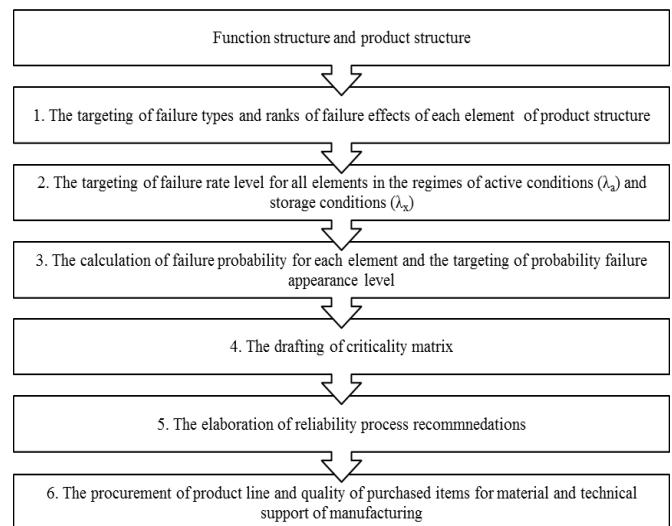 Function structure and product structure
1. The targeting of failure types and ranks of failure effects of each element of product structure
2. The targeting of failure rate level for all elements in the regimes of active conditions (λa) and
storage conditions (λx)
3. The calculation of failure probability for each element and the targeting of probability failure
appearance level
4. The drafting of criticality matrix
5. The elaboration of reliability process recommnedations
6. The procurement of product line and quality of purchased items for material and technical
support of manufacturing